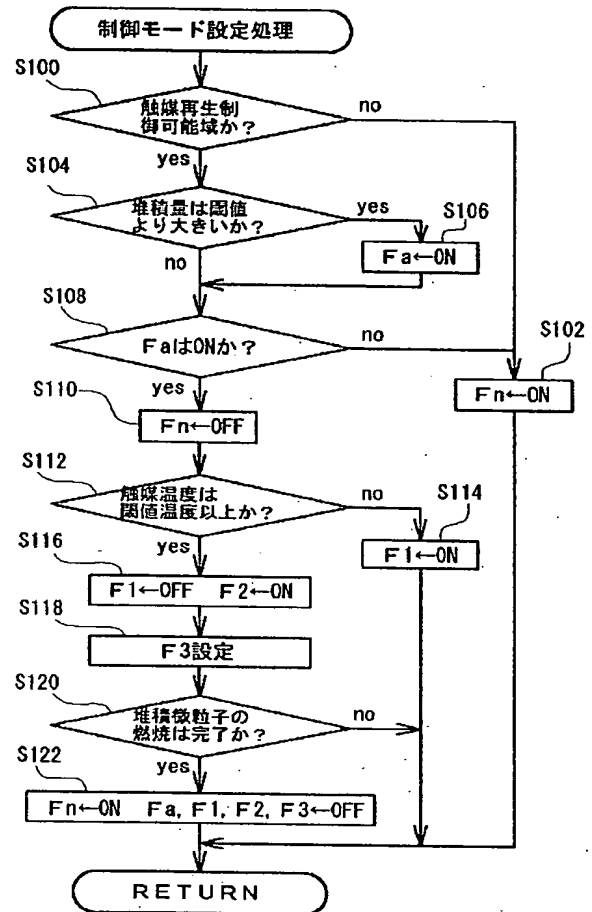 制御モード設定処理
S100
触媒再生制
御可能域か？
no
yes
S104
堆積量は閾値
より大きいか？
yes
S106
Fa←ON
no
S108
FaはONか？
no
S102
Fn←ON
yes
S110
Fn←OFF
S112
触媒温度は
閾値温度以上か？
no
S114
F1←ON
yes
S116
F1←OFF F2←ON
S118
F3設定
S120
堆積微粒子の
燃焼は完了か？
no
yes
S122
Fn←ON Fa, F1, F2, F3←OFF
RETURN